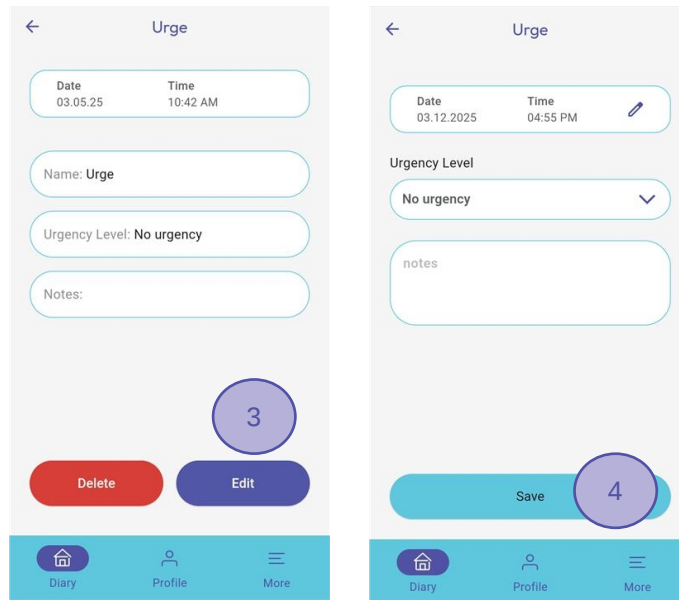 Urge
Date Time
03.05.25 10:42 AM
Name: Urge
Urgency Level: No urgency
Notes:
3
Delete Edit
Diary Profile More
Urge
Date Time
03.12.2025 04:55 PM
Urgency Level
No urgency
notes
Save 4
Diary Profile More